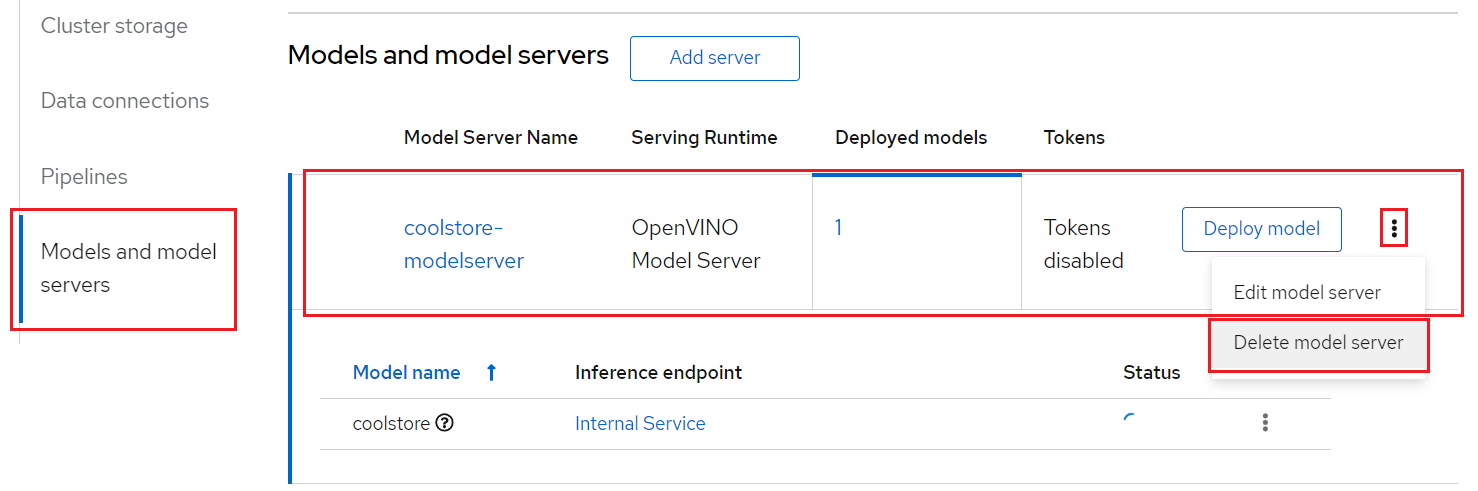 Cluster storage
Data connections
Pipelines
Models and model
servers
Models and model servers
Add server
Model Server Name Serving Runtime Deployed models Tokens
coolstore-
modelserver
OpenVINO
Model Server
1
Tokens
disabled
Deploy model
Edit model server
Delete model server
Model name Inference endpoint Status
coolstore Internal Service